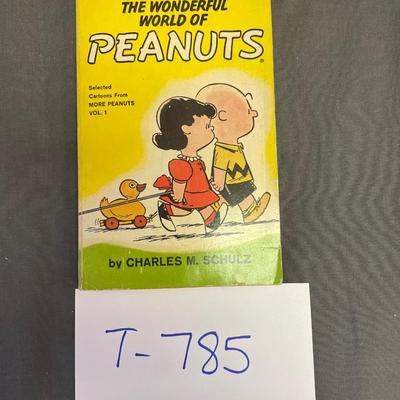 THE WONDERFUL
WORLD OF
PEANUTS®
Selected
Cartoons From
MORE PEANUTS
VOL. 1
by CHARLES M. SCHULZ
T-785